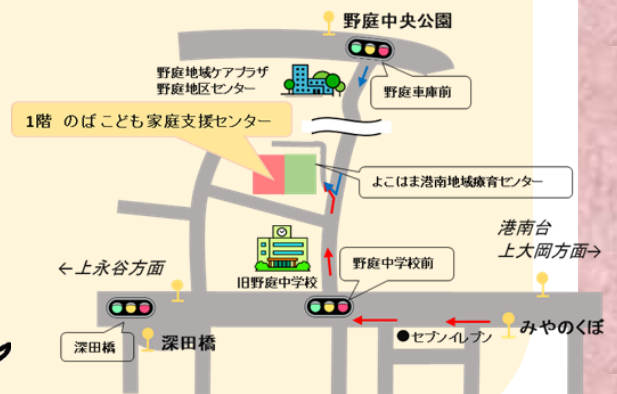 野庭中央公園
野庭地域ケアプラザ
野庭地区センター
野庭車庫前
1階 のばこども家庭支援センター
よこはま港南地域療育センター
港南台
上大岡方面→
←上永谷方面
旧野庭中学校
野庭中学校前
深田橋
深田橋
●セブンイレブン
みやのくぼ